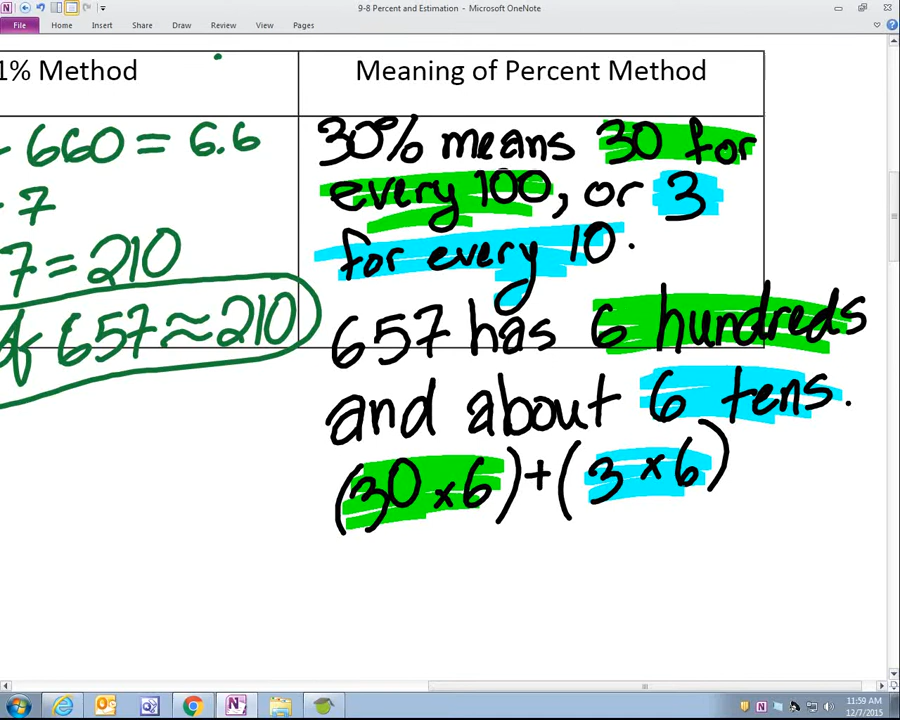 9-8 Percent and Estimation - Microsoft OneNote
File Home Insert Share Draw Review View Pages
1% Method
660 = 6.6
7
7 = 210
of 657 ≈ 210
Meaning of Percent Method
30% means 30 for
every 100, or 3
for every 10.
657 has 6 hundreds
and about 6 tens.
(30 × 6) + (3 × 6)
11:59 AM
12/7/2015